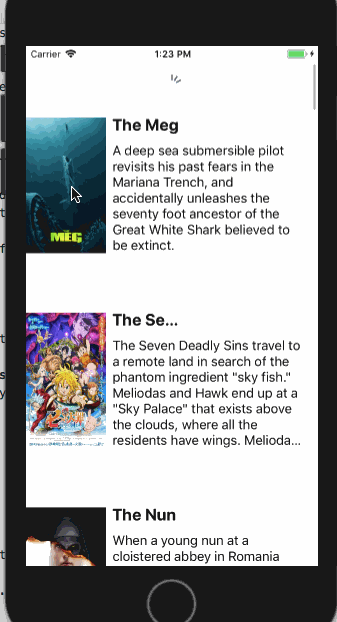 Carrier 1:23 PM
The Meg
A deep sea submersible pilot
revisits his past fears in the
Mariana Trench, and
accidentally unleashes the
seventy foot ancestor of the
Great White Shark believed to
be extinct.
MEG
The Se...
The Seven Deadly Sins travel to
a remote land in search of the
phantom ingredient "sky fish."
Meliodas and Hawk end up at a
"Sky Palace" that exists above
the clouds, where all the
residents have wings. Melioda...
The Nun
When a young nun at a
cloistered abbey in Romania